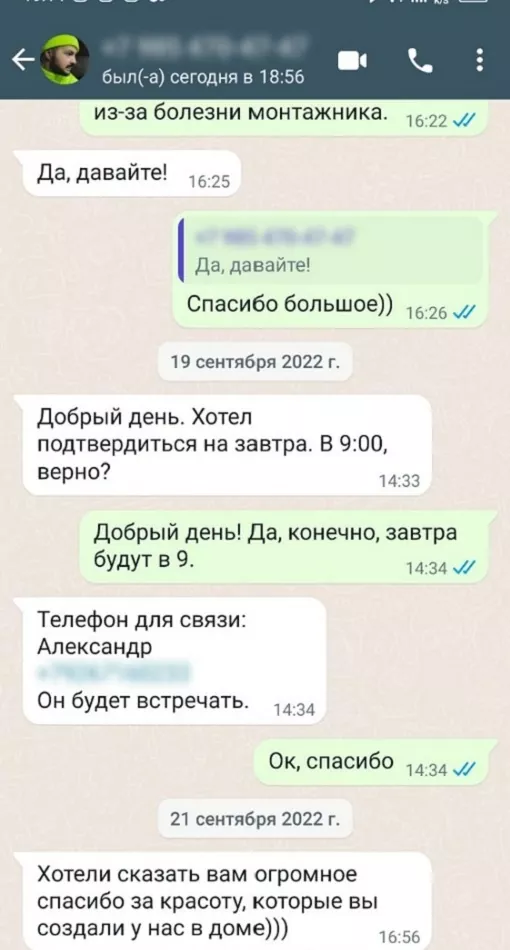 был(-а) сегодня в 18:56
из-за болезни монтажника.
16:22
Да, давайте!
16:25
Да, давайте!
Спасибо большое))
16:26
19 сентября 2022 г.
Добрый день. Хотел
подтвердиться на завтра. В 9:00,
верно?
14:33
Добрый день! Да, конечно, завтра
будут в 9.
14:34
Телефон для связи:
Александр
Он будет встречать.
14:34
Ок, спасибо
14:34
21 сентября 2022 г.
Хотели сказать вам огромное
спасибо за красоту, которые вы
создали у нас в доме)))
16:56